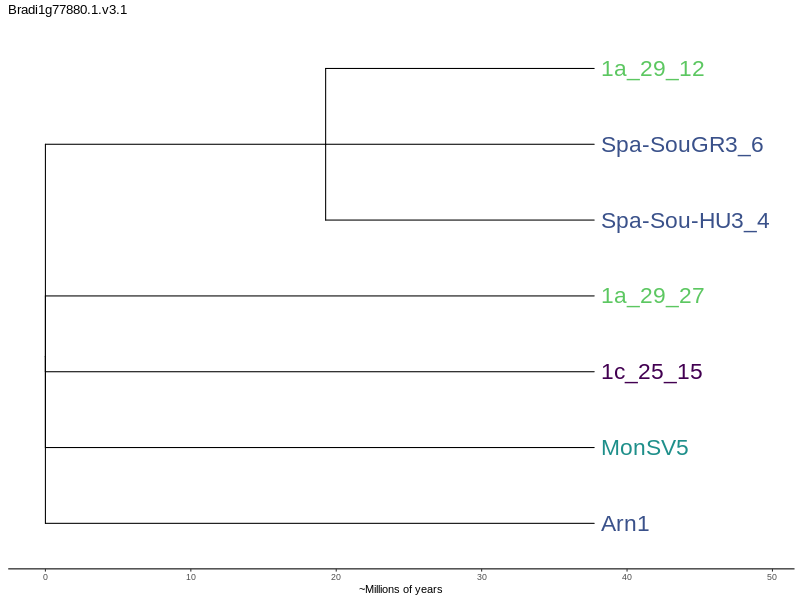 Bradi1g77880.1.v3.1
1a_29_12
Spa-SouGR3_6
Spa-Sou-HU3_4
1a_29_27
1c_25_15
MonSV5
Arn1
0 10 20 30 40 50
~Millions of years